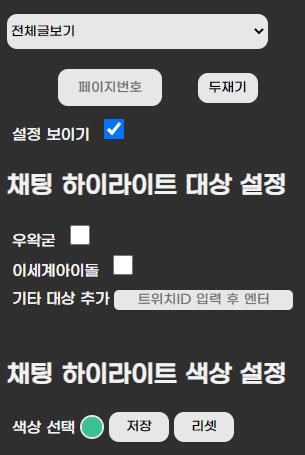 전체글보기
페이지번호 두재기
설정 보이기
채팅 하이라이트 대상 설정
우왁굳
이세계아이돌
기타 대상 추가 트위치ID 입력 후 엔터
채팅 하이라이트 색상 설정
색상 선택 저장 리셋